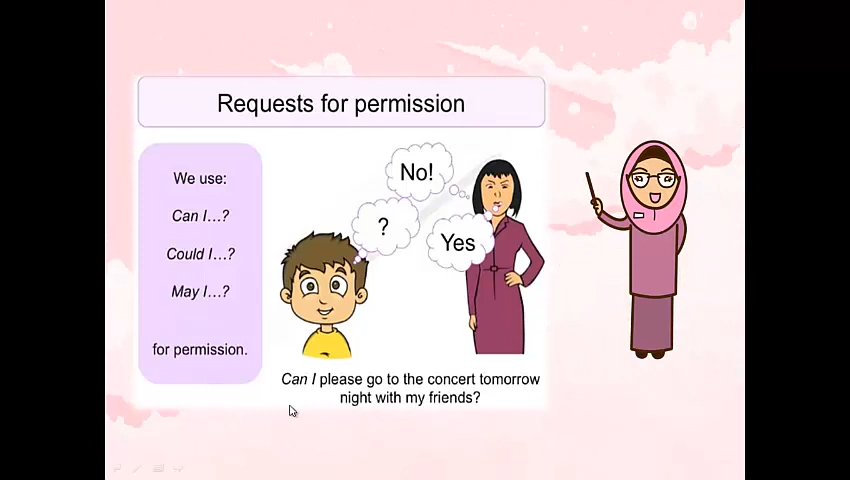 Requests for permission
We use:
Can I...?
Could I...?
May I...?
for permission.
No!
?
Yes
Can I please go to the concert tomorrow
night with my friends?